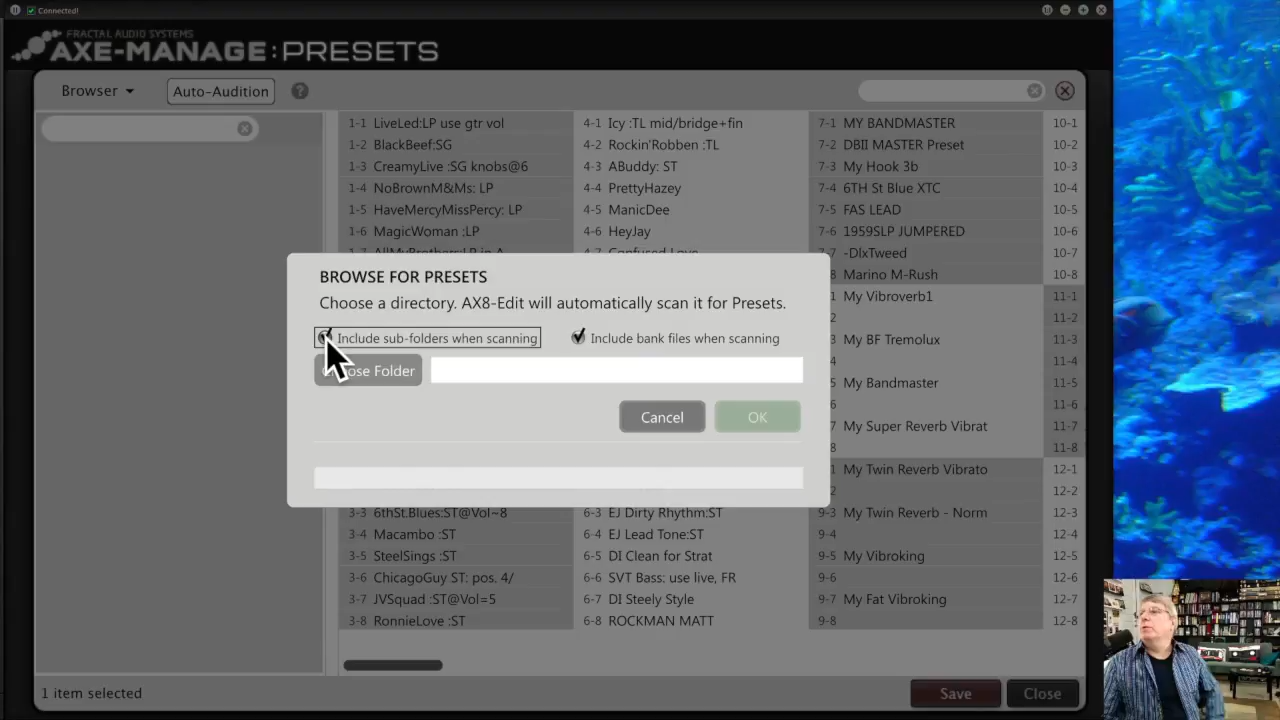 Connected!
FRACTAL AUDIO SYSTEMS
AXE-MANAGE:PRESETS
Browser
Auto-Audition
?
1-1 LiveLed:LP use gtr vol
1-2 BlackBeef:SG
1-3 CreamyLive :SG knobs@6
1-4 NoBrownM&Ms: LP
1-5 HaveMercyMissPercy: LP
1-6 MagicWoman :LP
4-1 Icy :TL mid/bridge+fin
4-2 Rockin'Robben :TL
4-3 ABuddy: ST
4-4 PrettyHazey
4-5 ManicDee
4-6 HeyJay
7-1 MY BANDMASTER
7-2 DBII MASTER Preset
7-3 My Hook 3b
7-4 6TH St Blue XTC
7-5 FAS LEAD
7-6 1959SLP JUMPERED
7-7 -DlxTweed
8 Marino M-Rush
1 My Vibroverb1
2
3 My BF Tremolux
4
5 My Bandmaster
6
7 My Super Reverb Vibrat
8
1 My Twin Reverb Vibrato
2
9-3 My Twin Reverb - Norm
9-4
9-5 My Vibroking
9-6
9-7 My Fat Vibroking
9-8
10-1
10-2
10-3
10-4
10-5
10-6
10-7
10-8
11-1
11-2
11-3
11-4
11-5
11-6
11-7
11-8
12-1
12-2
12-3
12-4
12-5
12-6
12-7
12-8
BROWSE FOR PRESETS
Choose a directory. AX8-Edit will automatically scan it for Presets.
Include sub-folders when scanning
Include bank files when scanning
Folder
Cancel
OK
3-3 6thSt.Blues:ST@Vol~8
3-4 Macambo :ST
3-5 SteelSings :ST
3-6 ChicagoGuy ST: pos. 4/
3-7 JVSquad :ST@Vol=5
3-8 RonnieLove :ST
6-3 EJ Dirty Rhythm:ST
6-4 EJ Lead Tone:ST
6-5 DI Clean for Strat
6-6 SVT Bass: use live, FR
6-7 DI Steely Style
6-8 ROCKMAN MATT
1 item selected
Save
Close